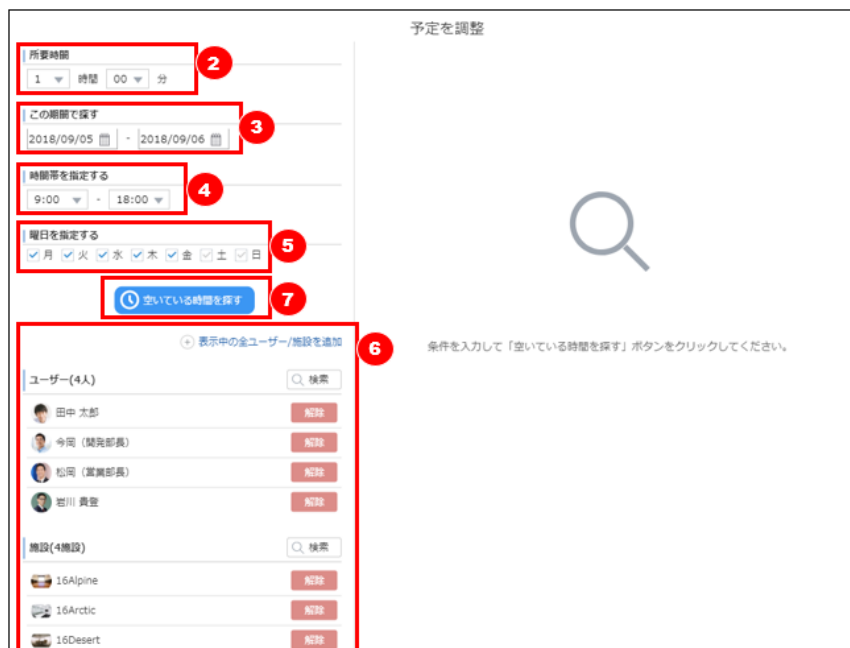 予定を調整
所要時間
2
1 時間 00 分
この期間で探す
3
2018/09/05 - 2018/09/06
時間帯を指定する
4
9:00 - 18:00
曜日を指定する
5
月 火 水 木 金 土 日
空いている時間を探す
7
表示中の全ユーザー/施設を追加
6
条件を入力して「空いている時間を探す」ボタンをクリックしてください。
ユーザー(4人) 検索
田中 太郎 解除
今岡（開発部長） 解除
松岡（営業部長） 解除
岩川 貴登 解除
施設(4施設) 検索
16Alpine 解除
16Arctic 解除
16Desert 解除